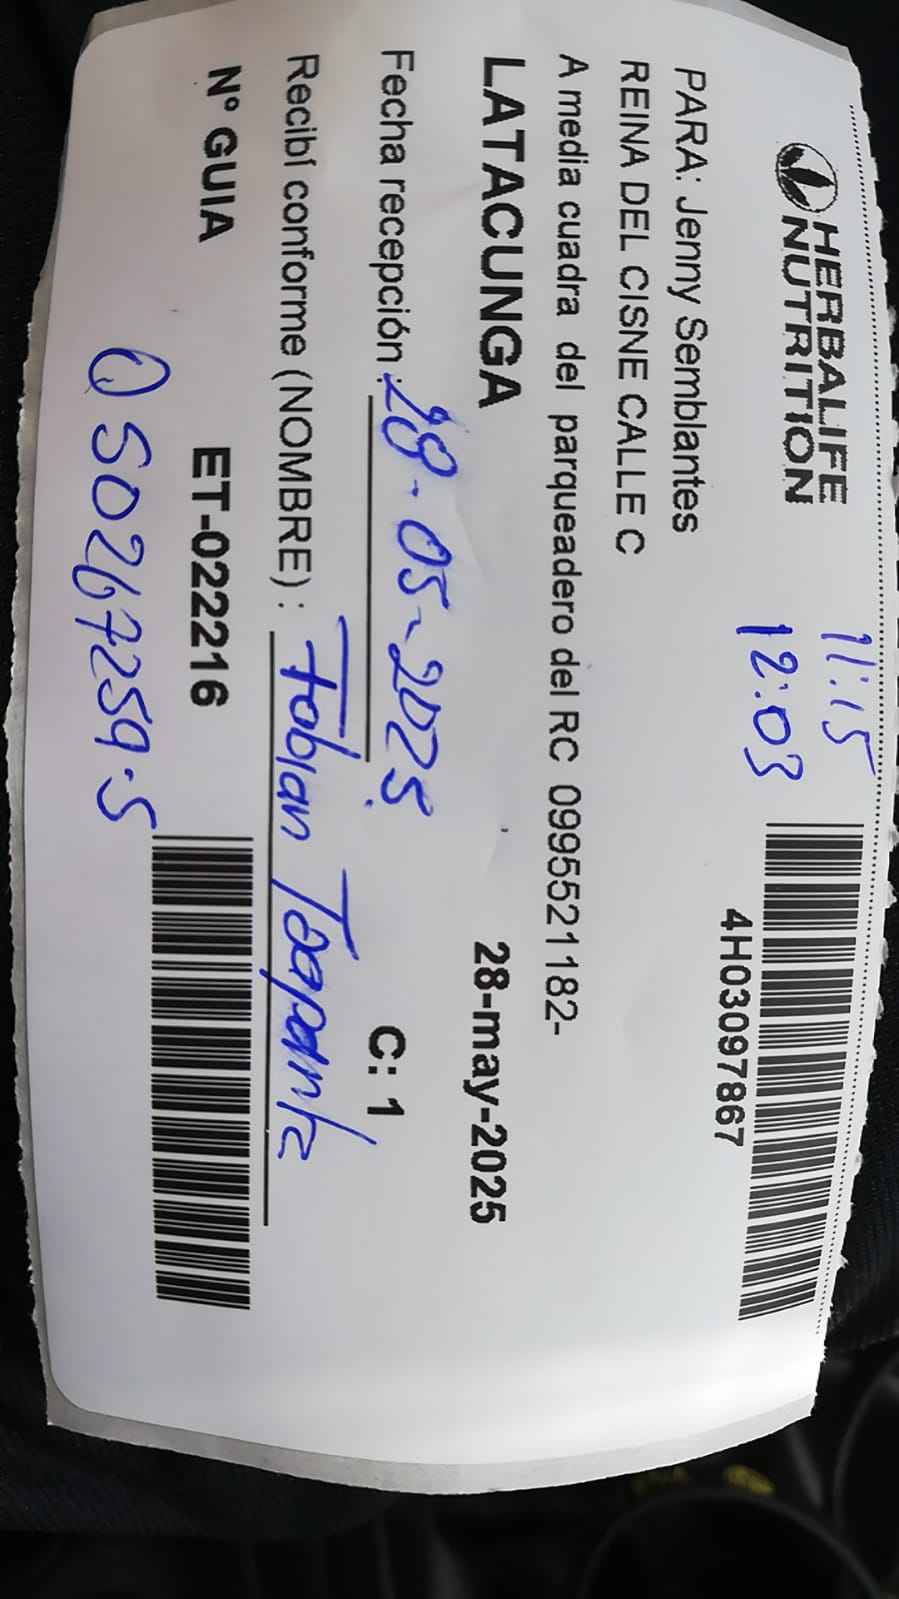 HERBALIFE
NUTRITION
11:15
12:03
4H03097867
PARA: Jenny Semblantes
REINA DEL CISNE CALLE C
A media cuadra del parqueadero del RC 0995521182-
LATACUNGA 28-may-2025
Fecha recepción : 28-05-2025 C: 1
Recibí conforme (NOMBRE) : Fabian
N° GUIA ET-022216
050267259-5